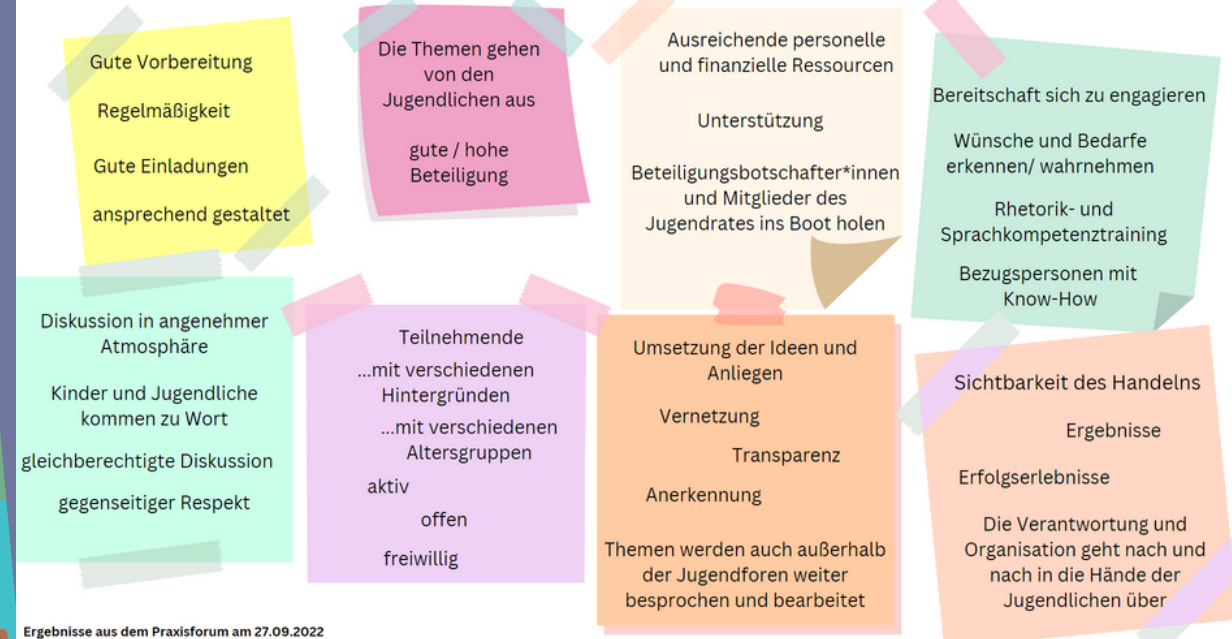 Gute Vorbereitung
Regelmäßigkeit
Gute Einladungen
ansprechend gestaltet
Die Themen gehen
von den
Jugendlichen aus
gute / hohe
Beteiligung
Ausreichende personelle
und finanzielle Ressourcen
Unterstützung
Beteiligungsbotschafter*innen
und Mitglieder des
Jugendrates ins Boot holen
Bereitschaft sich zu engagieren
Wünsche und Bedarfe
erkennen/ wahrnehmen
Rhetorik- und
Sprachkompetenztraining
Bezugspersonen mit
Know-How
Diskussion in angenehmer
Atmosphäre
Kinder und Jugendliche
kommen zu Wort
gleichberechtigte Diskussion
gegenseitiger Respekt
Teilnehmende
...mit verschiedenen
Hintergründen
...mit verschiedenen
Altersgruppen
aktiv
offen
freiwillig
Umsetzung der Ideen und
Anliegen
Vernetzung
Transparenz
Anerkennung
Themen werden auch außerhalb
der Jugendforen weiter
besprochen und bearbeitet
Sichtbarkeit des Handelns
Ergebnisse
Erfolgserlebnisse
Die Verantwortung und
Organisation geht nach und
nach in die Hände der
Jugendlichen über
Ergebnisse aus dem Praxisforum am 27.09.2022